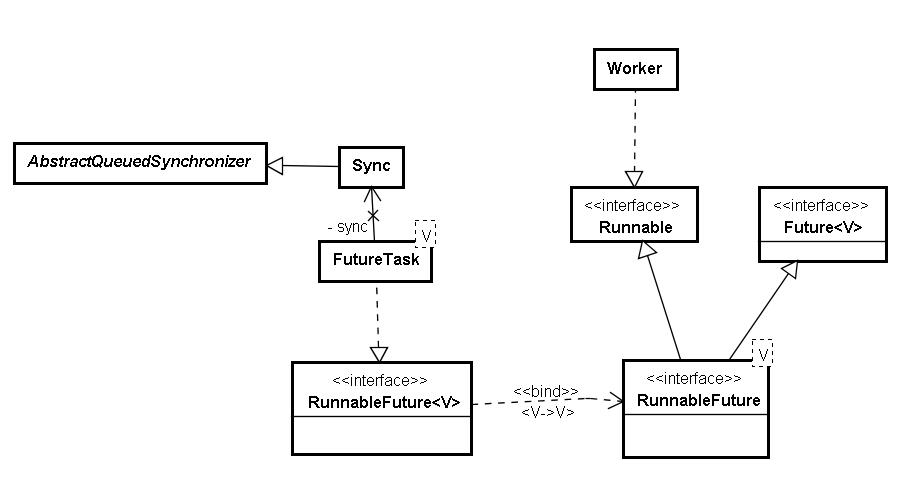 Worker
AbstractQueuedSynchronizer
Sync
<<interface>>
Runnable
<<interface>>
Future<V>
- sync
V
FutureTask
<<interface>>
RunnableFuture<V>
<<bind>>
<V->V>
V
<<interface>>
RunnableFuture